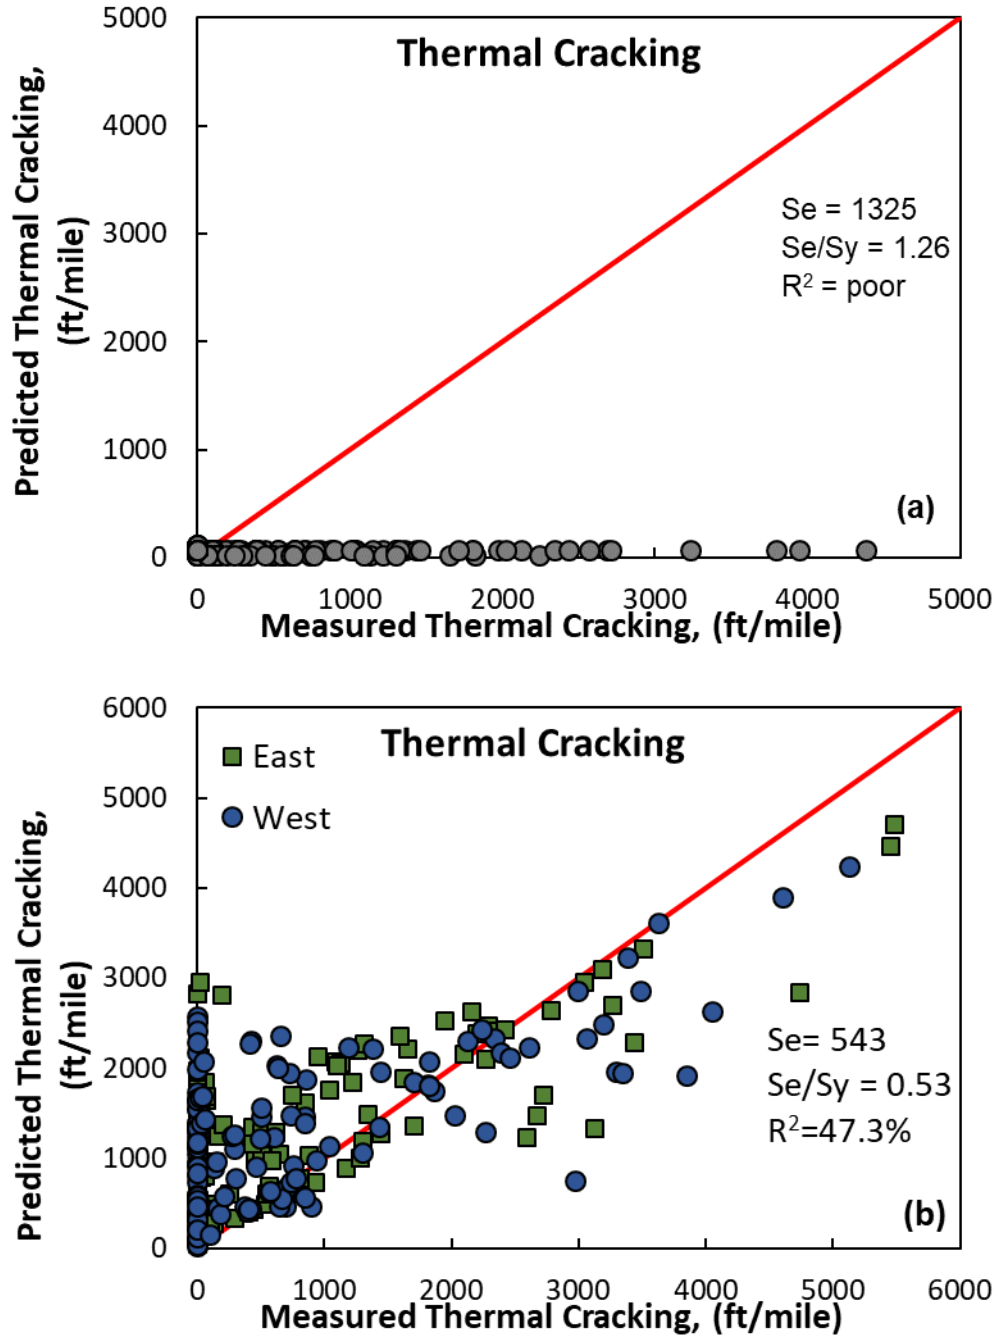 Thermal Cracking
Predicted Thermal Cracking,
(ft/mile)
5000
4000
3000
2000
1000
0
Se = 1325
Se/Sy = 1.26
R² = poor
(a)
0 1000 2000 3000 4000 5000
Measured Thermal Cracking, (ft/mile)
Thermal Cracking
Predicted Thermal Cracking,
(ft/mile)
6000
5000
4000
3000
2000
1000
0
East
West
Se= 543
Se/Sy = 0.53
R²=47.3%
(b)
0 1000 2000 3000 4000 5000 6000
Measured Thermal Cracking, (ft/mile)